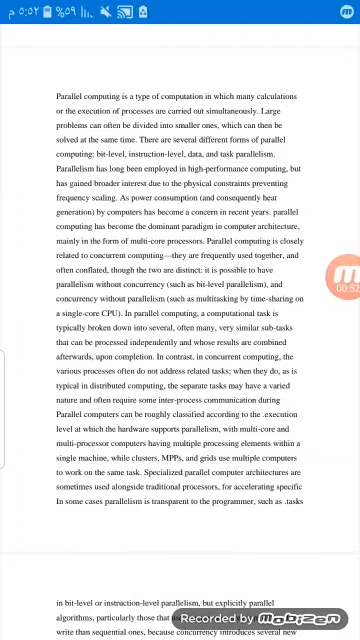 ٥:٥٢ م
%٥٩
Parallel computing is a type of computation in which many calculations
or the execution of processes are carried out simultaneously. Large
problems can often be divided into smaller ones, which can then be
solved at the same time. There are several different forms of parallel
computing: bit-level, instruction-level, data, and task parallelism.
Parallelism has long been employed in high-performance computing, but
has gained broader interest due to the physical constraints preventing
frequency scaling. As power consumption (and consequently heat
generation) by computers has become a concern in recent years. parallel
computing has become the dominant paradigm in computer architecture,
mainly in the form of multi-core processors. Parallel computing is closely
related to concurrent computing—they are frequently used together, and
often conflated, though the two are distinct: it is possible to have
parallelism without concurrency (such as bit-level parallelism), and
concurrency without parallelism (such as multitasking by time-sharing on
a single-core CPU). In parallel computing, a computational task is
typically broken down into several, often many, very similar sub-tasks
that can be processed independently and whose results are combined
afterwards, upon completion. In contrast, in concurrent computing, the
various processes often do not address related tasks; when they do, as is
typical in distributed computing, the separate tasks may have a varied
nature and often require some inter-process communication during
Parallel computers can be roughly classified according to the .execution
level at which the hardware supports parallelism, with multi-core and
multi-processor computers having multiple processing elements within a
single machine, while clusters, MPPs, and grids use multiple computers
to work on the same task. Specialized parallel computer architectures are
sometimes used alongside traditional processors, for accelerating specific
In some cases parallelism is transparent to the programmer, such as .tasks
00:52
in bit-level or instruction-level parallelism, but explicitly parallel
algorithms, particularly those that
write than sequential ones, because concurrency introduces several new
Recorded by MOBIZEN